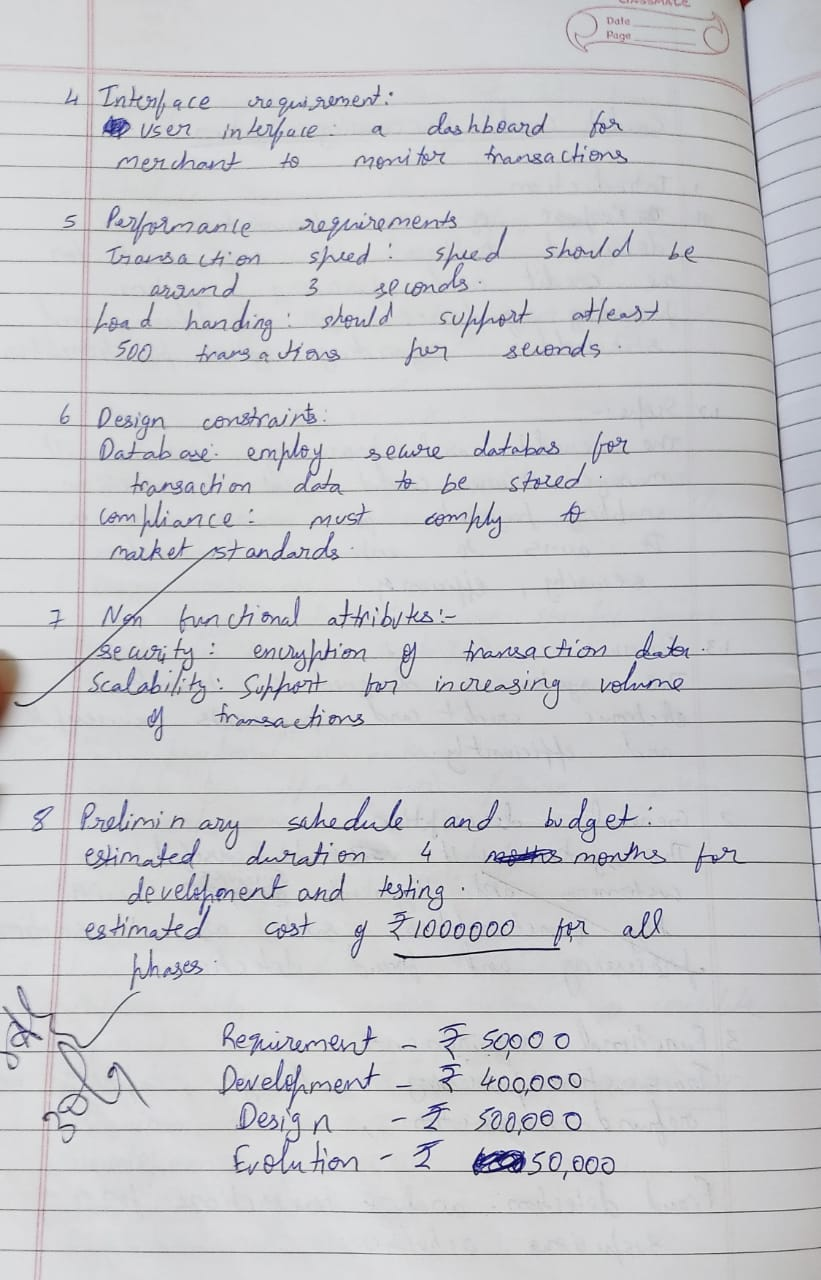 CLASSMATE
Date
Page
4 Interface requirement:
User interface: a dashboard for
merchant to monitor transactions
5 Performance requirements
Transaction speed: speed should be
around 3 seconds.
Load handing: should support atleast
500 transactions per seconds.
6 Design constraints:
Database: employ secure databas for
transaction data to be stored.
compliance: must comply to
market standards.
7 Non functional attributes:-
security: encryption of transaction data.
Scalability: Support for increasing volume
of transactions
8 Preliminary schedule and budget:
estimated duration 4 months for
development and testing.
estimated cost of ₹1000000 for all
phases.
Requirement - ₹ 50,000
Development - ₹ 400,000
Design - ₹ 500,000
Evolution - ₹ 50,000